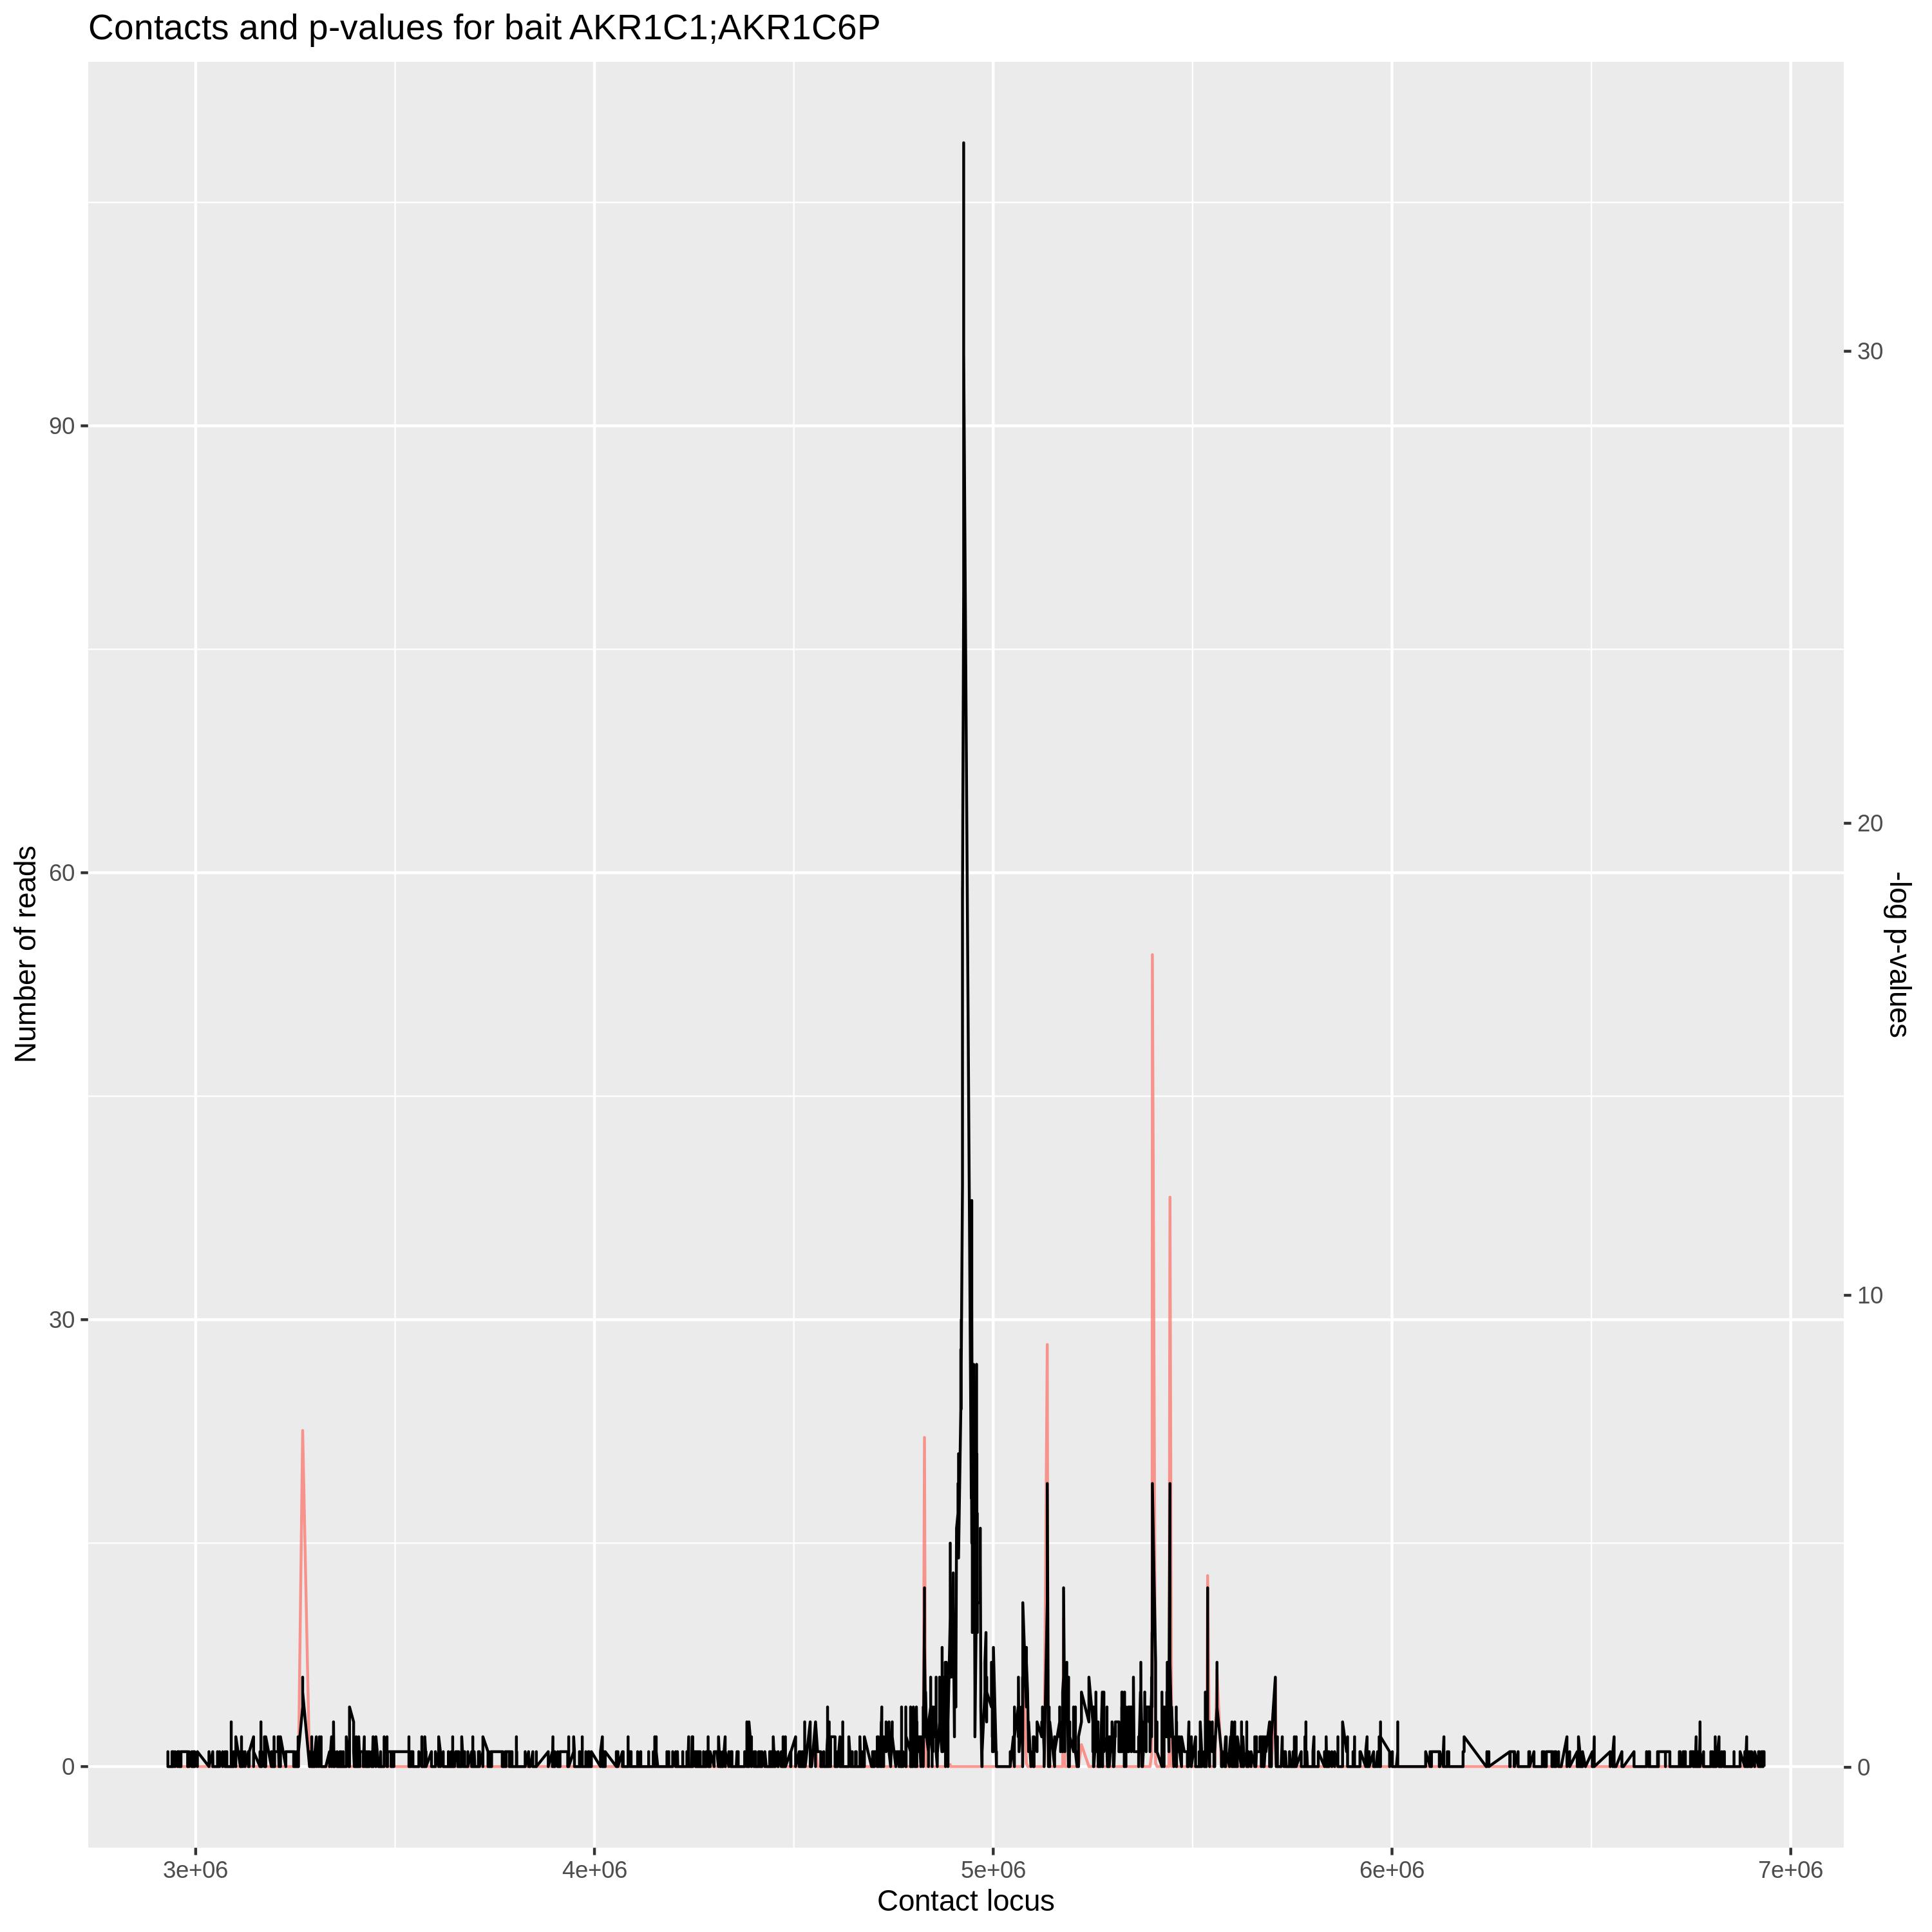 Contacts and p-values for bait AKR1C1;AKR1C6P
90
60
30
0
Number of reads
30
20
10
0
-log p-values
3e+06 4e+06 5e+06 6e+06 7e+06
Contact locus